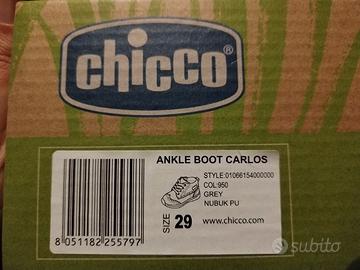 chicco®
ANKLE BOOT CARLOS
STYLE:01066154000000
COL:950
GREY
NUBUK PU
SIZE 29
www.chicco.com
8 051182 255797
subito